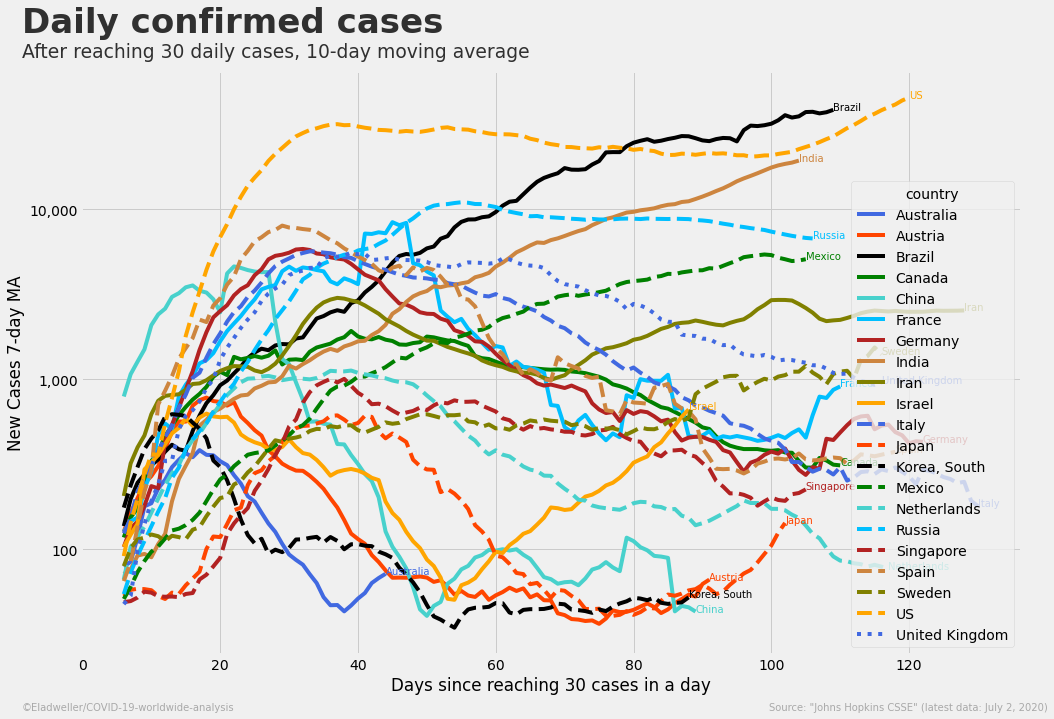 Daily confirmed cases
After reaching 30 daily cases, 10-day moving average
US
Brazil
India
country
Australia
Austria
Brazil
Canada
China
France
Germany
India
Iran
Israel
Italy
Japan
Korea, South
Mexico
Netherlands
Russia
Singapore
Spain
Sweden
US
United Kingdom
10,000
1,000
100
New Cases 7-day MA
Russia
Mexico
Iran
Sweden
United Kingdom
Israel
Germany
Canada
Singapore
Italy
Japan
Netherlands
Australia
Austria
Korea, South
China
0 20 40 60 80 100 120
Days since reaching 30 cases in a day
©Eladweller/COVID-19-worldwide-analysis
Source: "Johns Hopkins CSSE" (latest data: July 2, 2020)